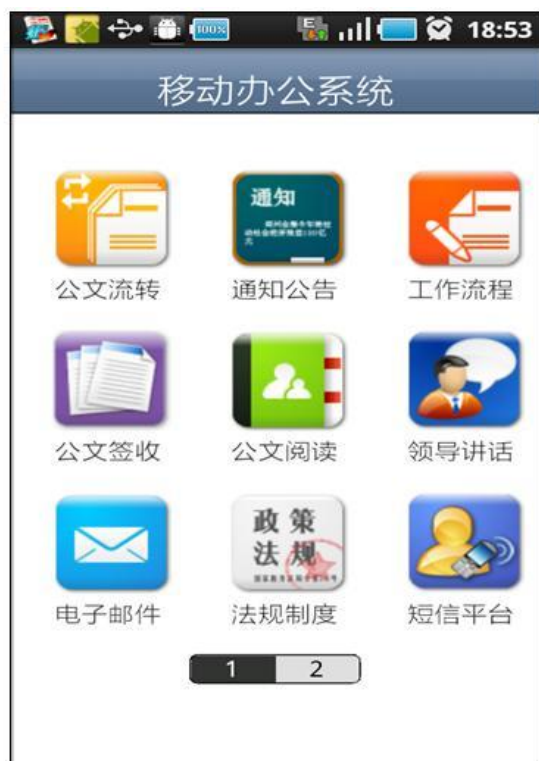 100%
18:53
移动办公系统
通知
公文流转
通知公告
工作流程
公文签收
公文阅读
领导讲话
政策
法规
电子邮件
法规制度
短信平台
1 2